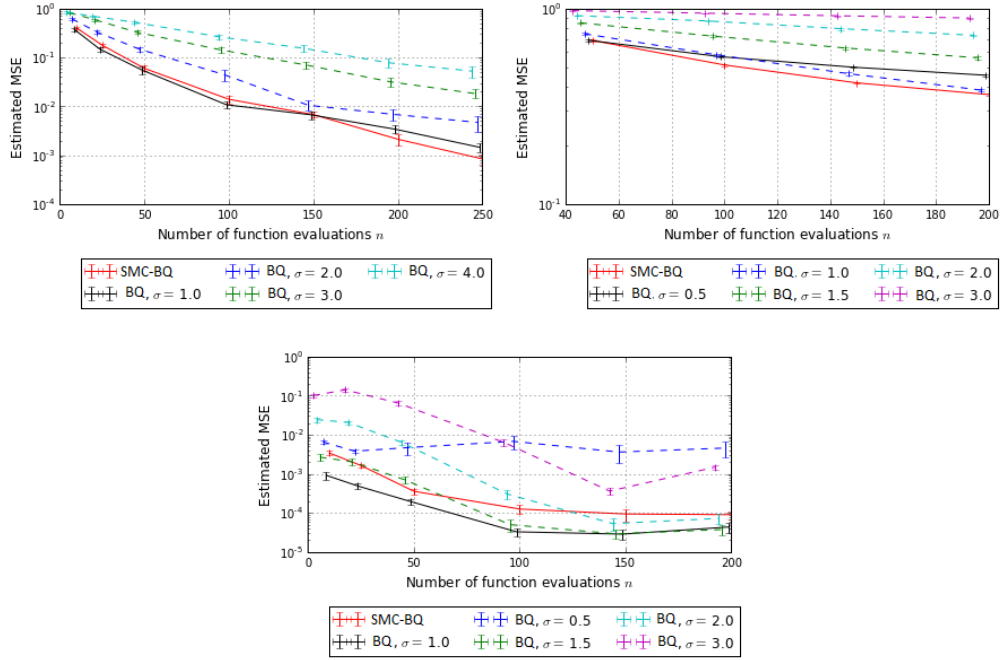 10^0
10^-1
10^-2
10^-3
10^-4
Estimated MSE
0 50 100 150 200 250
Number of function evaluations n
SMC-BQ
BQ, σ = 1.0
BQ, σ = 2.0
BQ, σ = 3.0
BQ, σ = 4.0
10^0
10^-1
Estimated MSE
40 60 80 100 120 140 160 180 200
Number of function evaluations n
SMC-BQ
BQ. σ = 0.5
BQ. σ = 1.0
BQ, σ = 1.5
BQ, σ = 2.0
BQ, σ = 3.0
10^0
10^-1
10^-2
10^-3
10^-4
10^-5
Estimated MSE
0 50 100 150 200
Number of function evaluations n
SMC-BQ
BQ, σ = 1.0
BQ, σ = 0.5
BQ, σ = 1.5
BQ, σ = 2.0
BQ, σ = 3.0